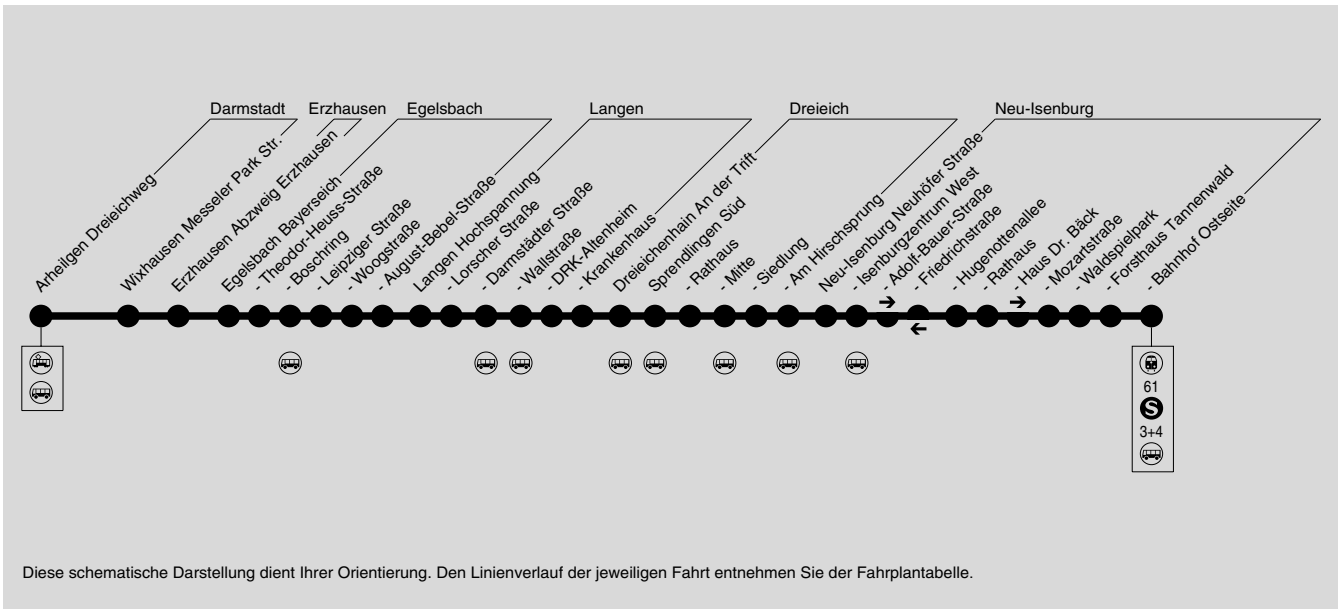 Darmstadt
Erzhausen
Egelsbach
Langen
Dreieich
Neu-Isenburg
Arheilgen Dreieichweg
Wixhausen Messeler Park Str.
Erzhausen Abzweig Erzhausen
Egelsbach Bayerseich
- Theodor-Heuss-Straße
- Boschring
- Leipziger Straße
- Woogstraße
- August-Bebel-Straße
Langen Hochspannung
- Lorscher Straße
- Darmstädter Straße
- Wallstraße
- DRK-Altenheim
- Krankenhaus
Dreieichenhain An der Trift
Sprendlingen Süd
- Rathaus
- Mitte
- Siedlung
- Am Hirschsprung
Neu-Isenburg Neuhöfer Straße
- Isenburgzentrum West
- Adolf-Bauer-Straße
- Friedrichstraße
- Hugenottenallee
- Rathaus
- Haus Dr. Bäck
- Mozartstraße
- Waldspielpark
- Forsthaus Tannenwald
- Bahnhof Ostseite
61
S
3+4
Diese schematische Darstellung dient Ihrer Orientierung. Den Linienverlauf der jeweiligen Fahrt entnehmen Sie der Fahrplantabelle.